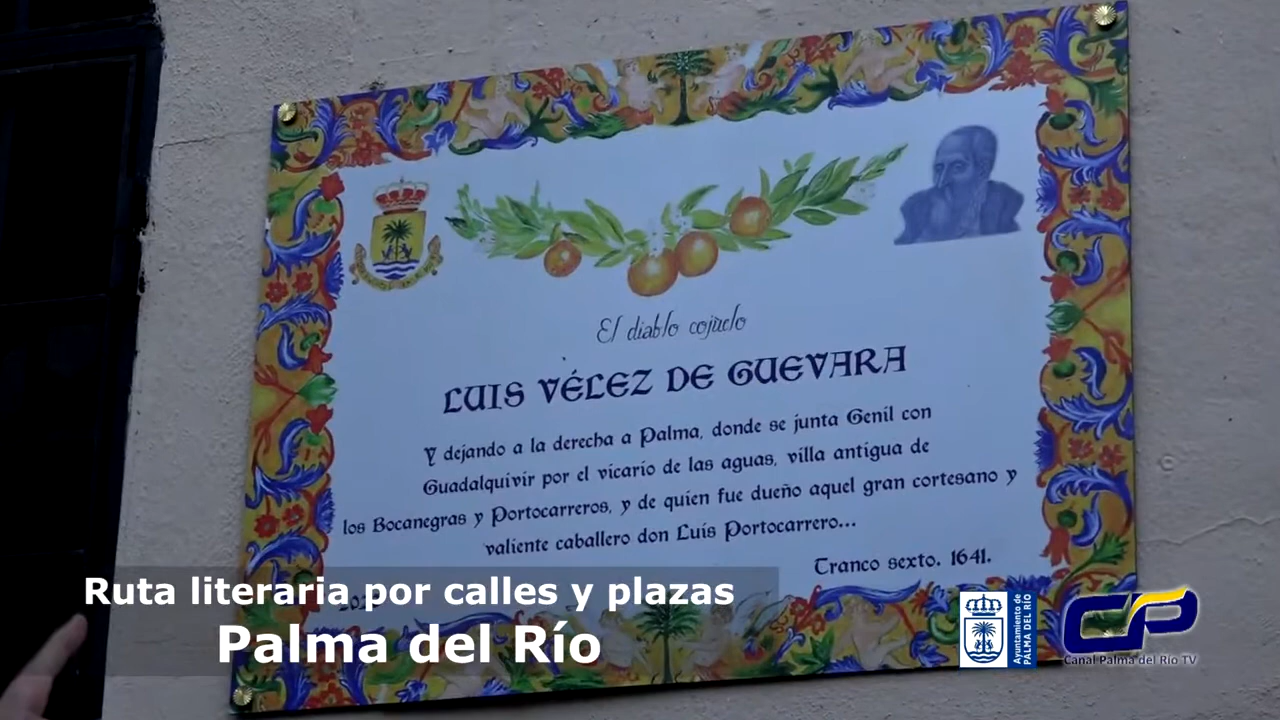 El diablo cojuelo
LUIS VÉLEZ DE GUEVARA
Y dejando a la derecha a Palma, donde se junta Genil con
Guadalquivir por el vicario de las aguas, villa antigua de
los Bocanegras y Portocarreros, y de quien fue dueño aquel gran cortesano y
valiente caballero don Luis Portocarrero...
Tranco sexto. 1641.
Ruta literaria por calles y plazas
Palma del Río
Ayuntamiento de
PALMA DEL RÍO
CP
Canal Palma del Río TV